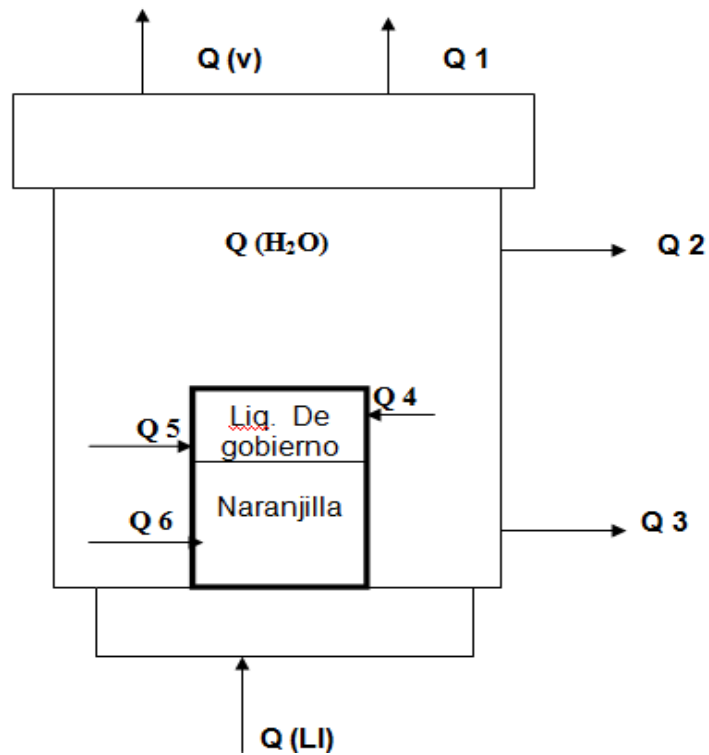 Q (v)
Q 1
Q (H₂O)
Q 2
Q 4
Liq. De
gobierno
Q 5
Naranjilla
Q 6
Q 3
Q (LI)